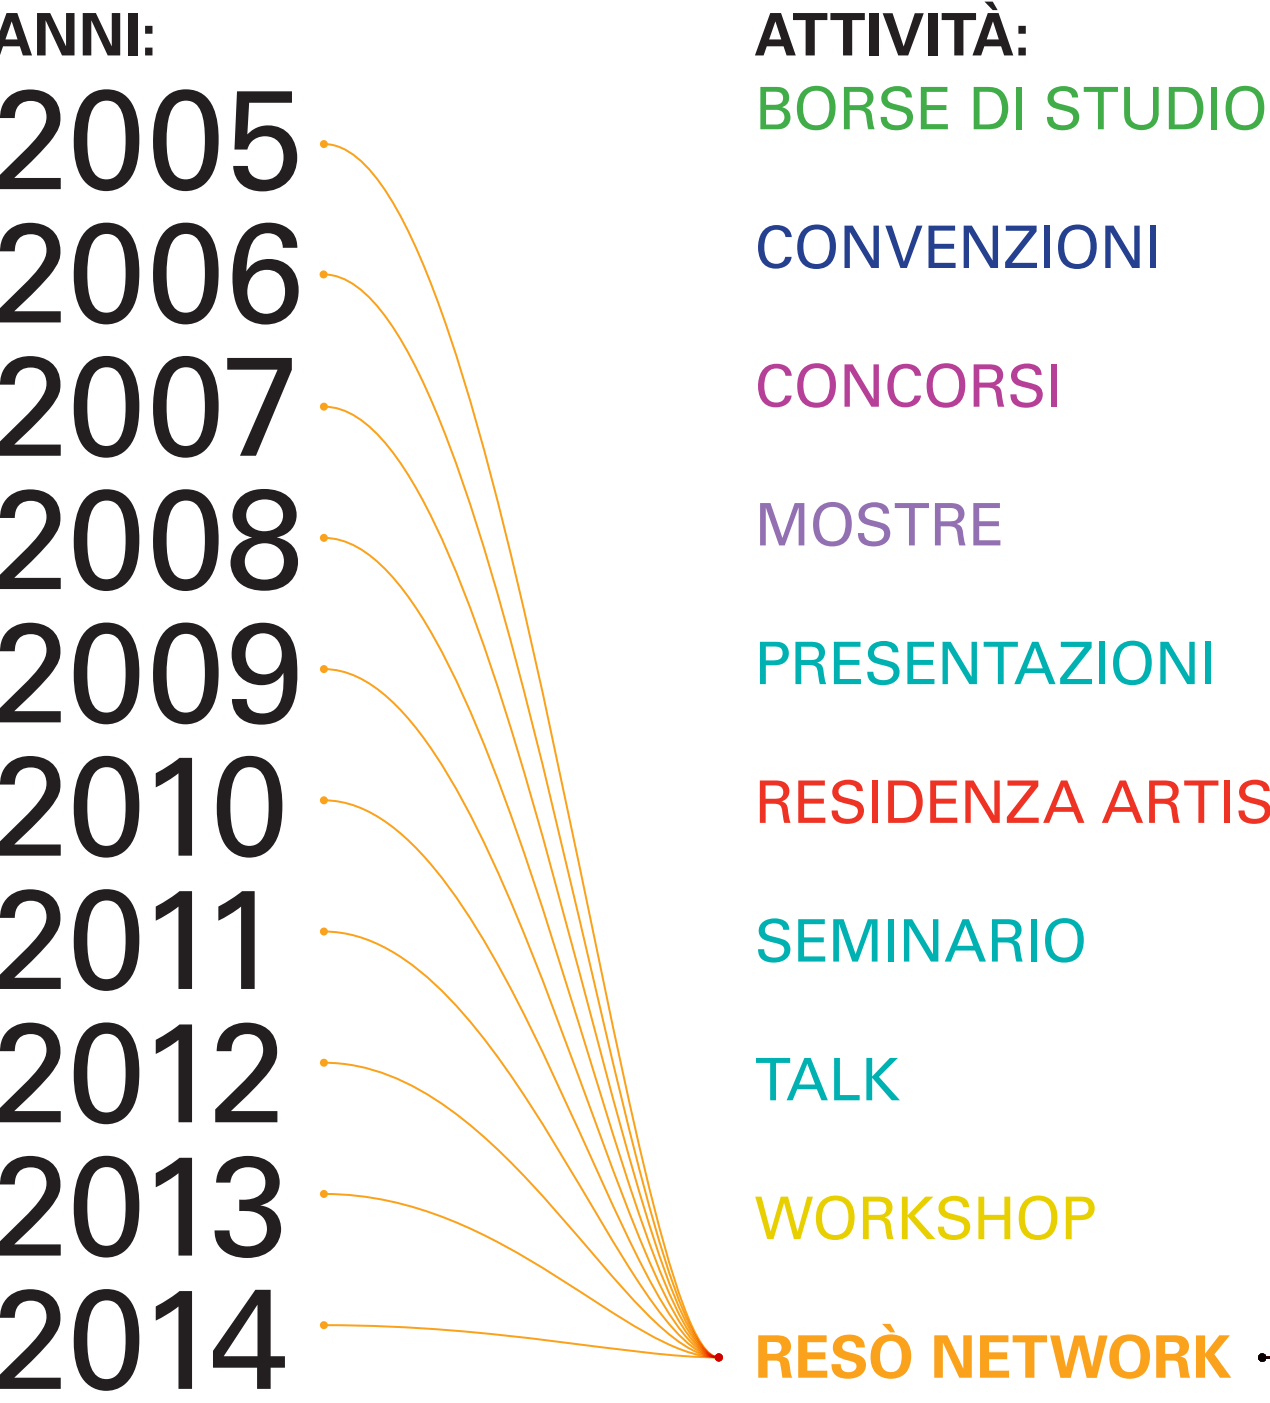 ANNI:
2005
2006
2007
2008
2009
2010
2011
2012
2013
2014
ATTIVITÀ:
BORSE DI STUDIO
CONVENZIONI
CONCORSI
MOSTRE
PRESENTAZIONI
RESIDENZA ARTIS
SEMINARIO
TALK
WORKSHOP
RESÒ NETWORK